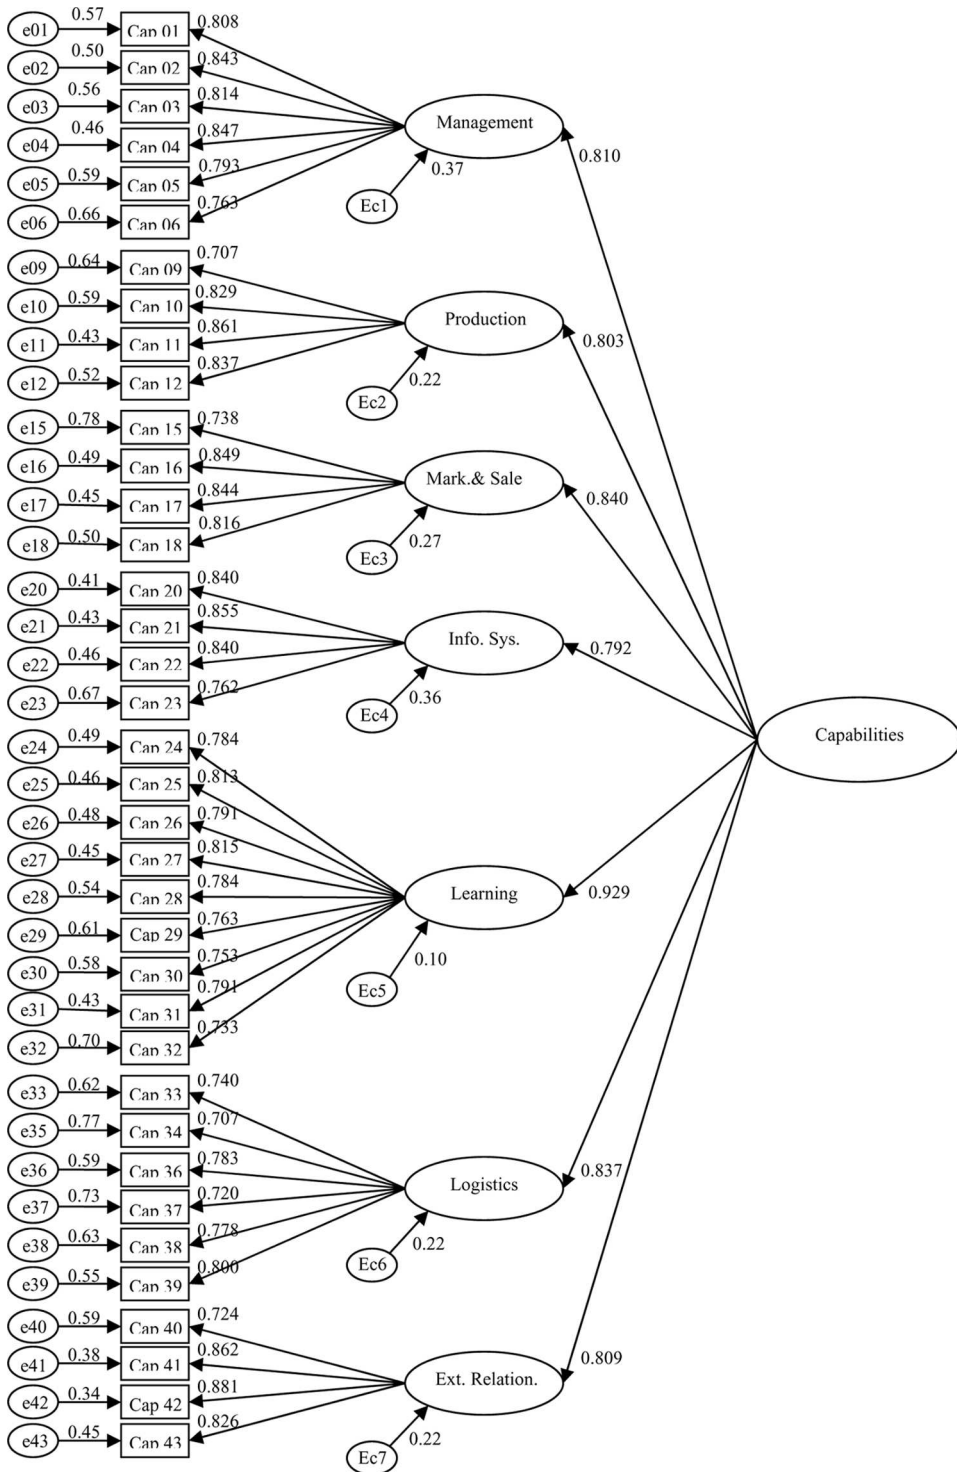 e01 0.57 Cap 01 0.808
e02 0.50 Cap 02 0.843
e03 0.56 Cap 03 0.814
e04 0.46 Cap 04 0.847
e05 0.59 Cap 05 0.793
e06 0.66 Cap 06 0.763
Management
0.810
0.37
Ec1
e09 0.64 Cap 09 0.707
e10 0.59 Cap 10 0.829
e11 0.43 Cap 11 0.861
e12 0.52 Cap 12 0.837
Production
0.803
0.22
Ec2
e15 0.78 Cap 15 0.738
e16 0.49 Cap 16 0.849
e17 0.45 Cap 17 0.844
e18 0.50 Cap 18 0.816
Mark.& Sale
0.840
0.27
Ec3
e20 0.41 Cap 20 0.840
e21 0.43 Cap 21 0.855
e22 0.46 Cap 22 0.840
e23 0.67 Cap 23 0.762
Info. Sys.
0.792
0.36
Ec4
Capabilities
e24 0.49 Cap 24 0.784
e25 0.46 Cap 25 0.813
e26 0.48 Cap 26 0.791
e27 0.45 Cap 27 0.815
e28 0.54 Cap 28 0.784
e29 0.61 Cap 29 0.763
e30 0.58 Cap 30 0.753
e31 0.43 Cap 31 0.791
e32 0.70 Cap 32 0.733
Learning
0.929
0.10
Ec5
e33 0.62 Cap 33 0.740
e35 0.77 Cap 34 0.707
e36 0.59 Cap 36 0.783
e37 0.73 Cap 37 0.720
e38 0.63 Cap 38 0.778
e39 0.55 Cap 39 0.800
Logistics
0.837
0.22
Ec6
e40 0.59 Cap 40 0.724
e41 0.38 Cap 41 0.862
e42 0.34 Cap 42 0.881
e43 0.45 Cap 43 0.826
Ext. Relation.
0.809
0.22
Ec7